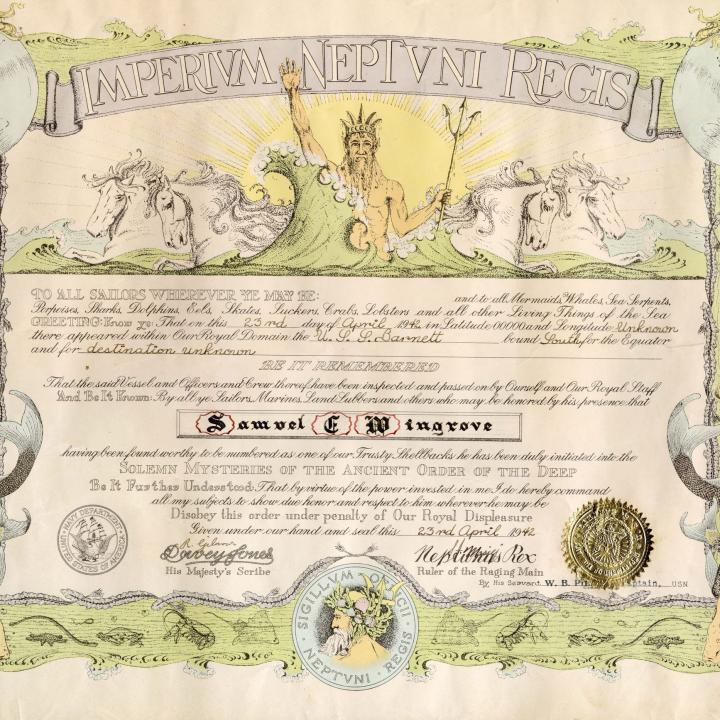 IMPERIVM NEPTVNI REGIS
TO ALL SAILORS WHEREVER YE MAY BE: and to all Mermaids, Whales, Sea Serpents,
Porpoises, Sharks, Dolphins, Eels, Skates, Suckers, Crabs, Lobsters and all other Living Things of the Sea
GREETING: Know ye: That on this 23rd day of April 1942 in Latitude 00000 and Longitude Unknown
there appeared within Our Royal Domain the U.S.S. Barnett bound South for the Equator
and for destination unknown
BE IT REMEMBERED
That the said Vessel and Officers and Crew thereof have been inspected and passed on by Ourself and Our Royal Staff
And Be It Known: By all ye Sailors, Marines, Land Lubbers and others who may be honored by his presence that
Samvel E Wingrove
having been found worthy to be numbered as one of our Trusty Shellbacks he has been duly initiated into the
SOLEMN MYSTERIES OF THE ANCIENT ORDER OF THE DEEP
Be It Further Understood: That by virtue of the power invested in me I do hereby command
all my subjects to show due honor and respect to him wherever he may be
Disobey this order under penalty of Our Royal Displeasure
Given under our hand and seal this 23rd April 1942
NAVY DEPARTMENT
UNITED STATES OF AMERICA
Davey Jones
His Majesty's Scribe
Neptunus Rex
Ruler of the Raging Main
By His Servant W. B. USN
SIGILLVM REGIS
NEPTVNI